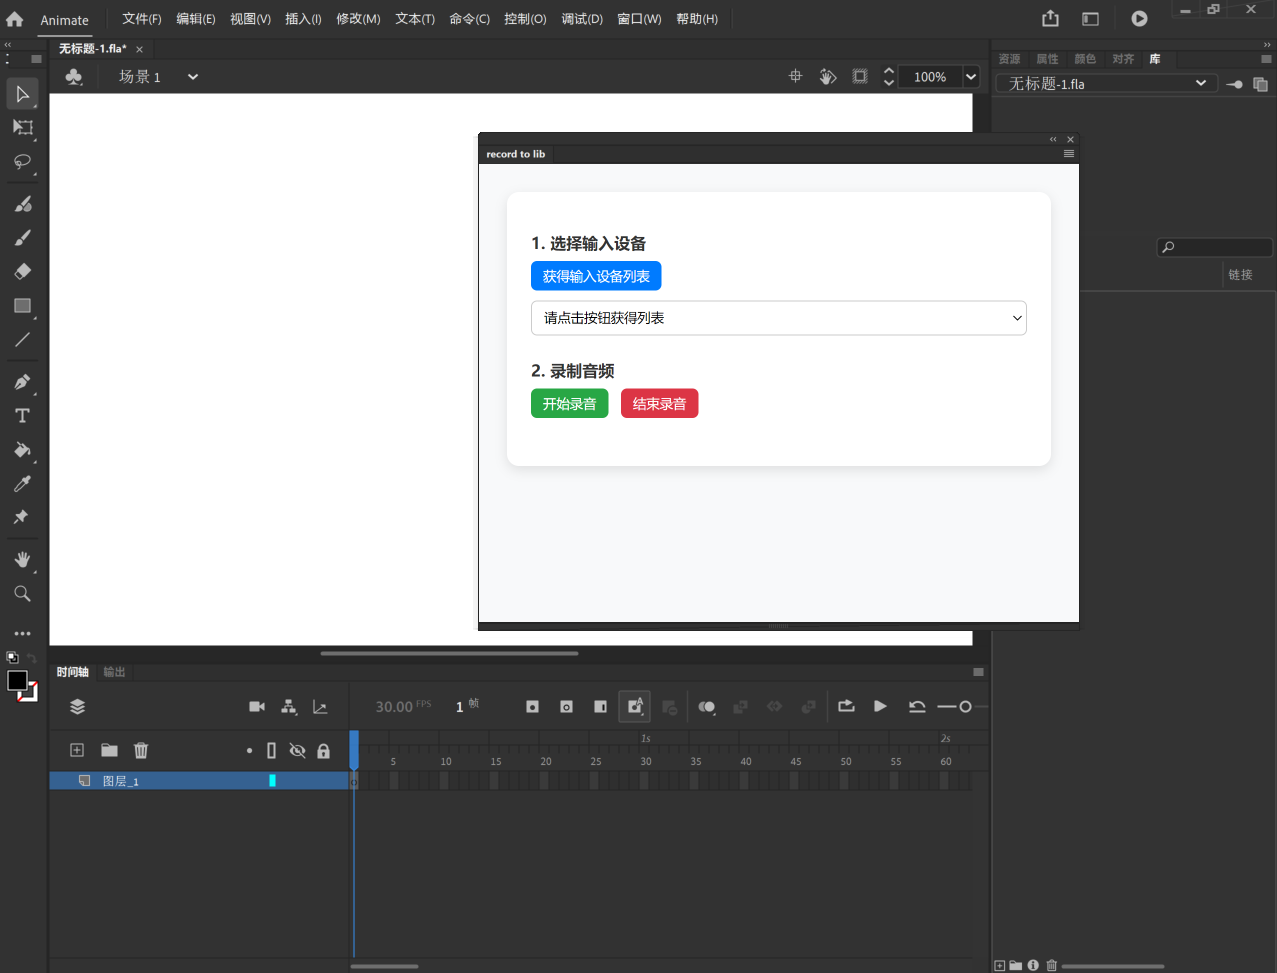 Animate 文件(F) 编辑(E) 视图(V) 插入(I) 修改(M) 文本(T) 命令(C) 控制(O) 调试(D) 窗口(W) 帮助(H)
无标题-1.fla* ×
场景 1
100%
资源 属性 颜色 对齐 库
无标题-1.fla
链接
record to lib
1. 选择输入设备
获得输入设备列表
请点击按钮获得列表
2. 录制音频
开始录音 结束录音
时间轴 输出
30.00 FPS 1 帧
1s 2s
5 10 15 20 25 30 35 40 45 50 55 60
图层_1